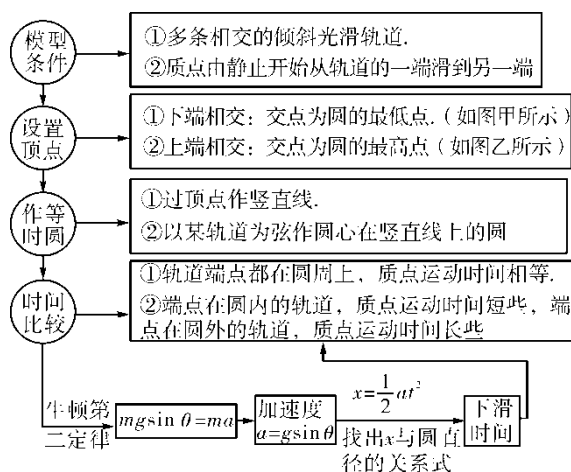 模型
条件
①多条相交的倾斜光滑轨道.
②质点由静止开始从轨道的一端滑到另一端
设置
顶点
①下端相交：交点为圆的最低点.(如图甲所示)
②上端相交：交点为圆的最高点(如图乙所示)
作等
时圆
①过顶点作竖直线.
②以某轨道为弦作圆心在竖直线上的圆
时间
比较
①轨道端点都在圆周上，质点运动时间相等.
②端点在圆内的轨道，质点运动时间短些，端
点在圆外的轨道，质点运动时间长些
牛顿第
二定律
mgsin θ=ma
加速度
a=gsinθ
x=1/2 at²
找出x与圆直
径的关系式
下滑
时间